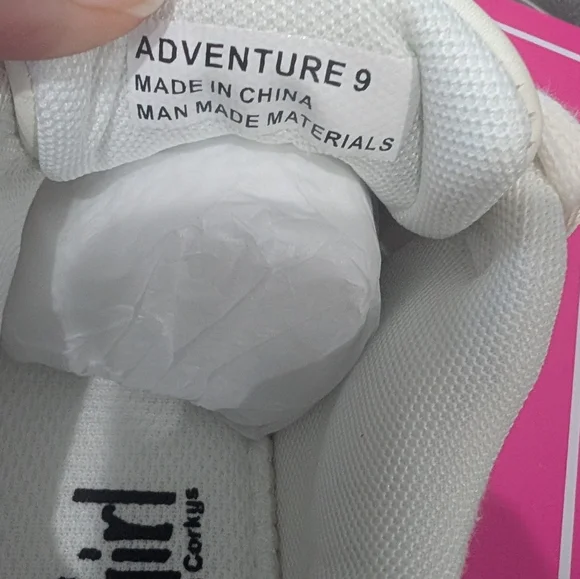 ADVENTURE 9
MADE IN CHINA
MAN MADE MATERIALS
Corkys